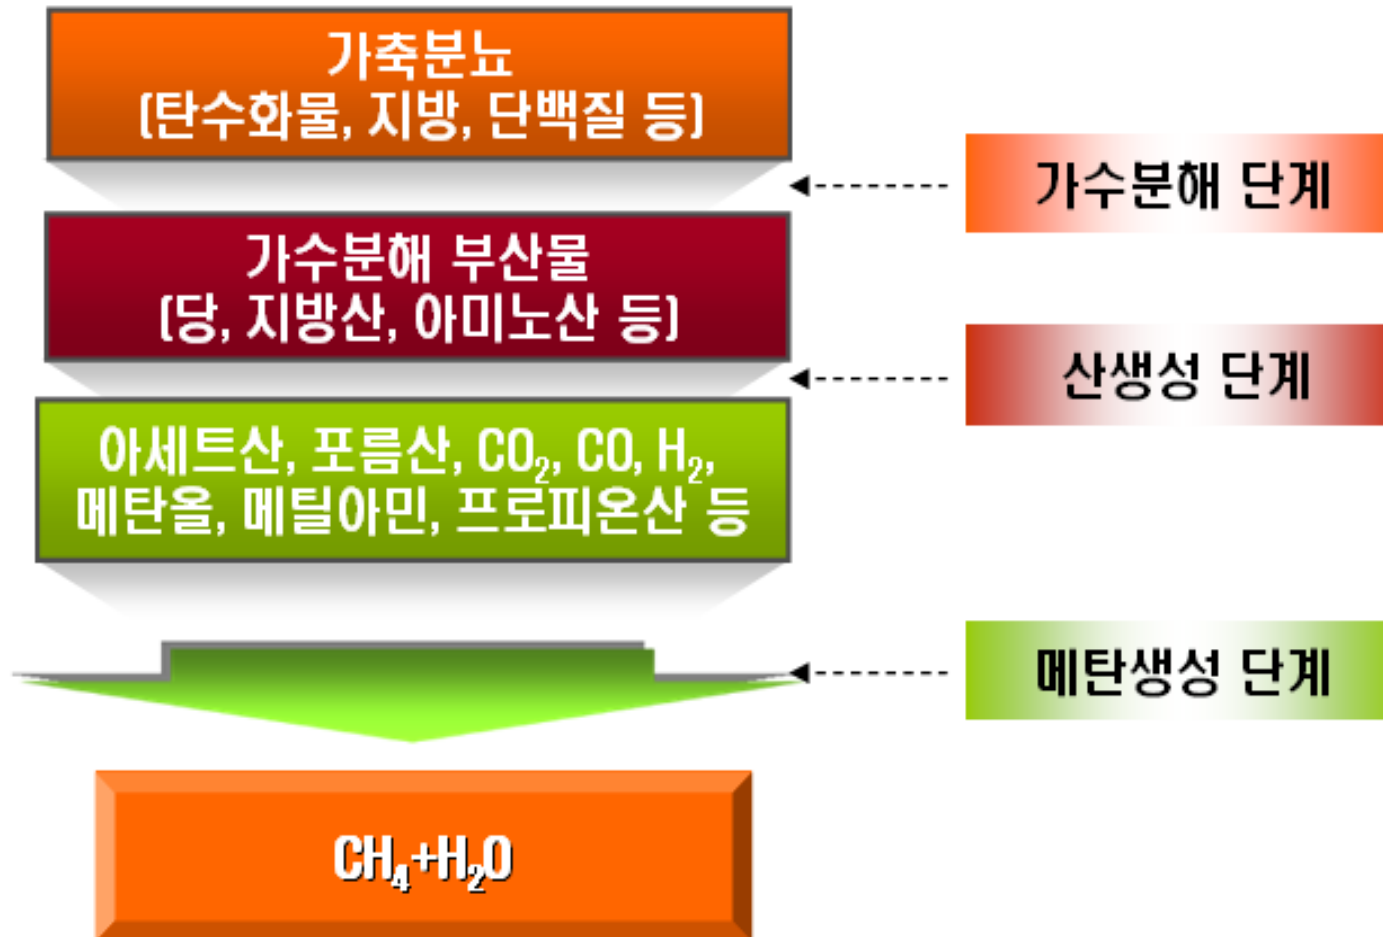 가축분뇨
(탄수화물, 지방, 단백질 등)
가수분해 단계
가수분해 부산물
(당, 지방산, 아미노산 등)
산생성 단계
아세트산, 포름산, CO₂, CO, H₂,
메탄올, 메틸아민, 프로피온산 등
메탄생성 단계
CH₄+H₂O